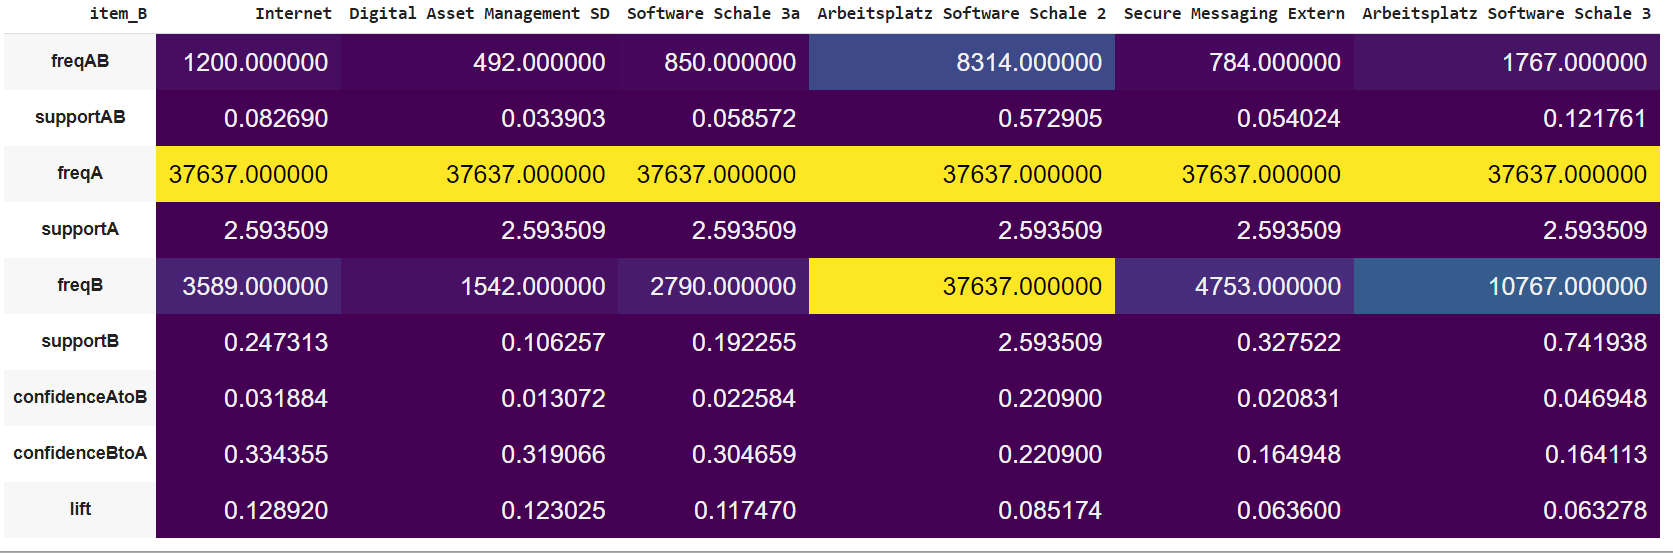 item_B Internet Digital Asset Management SD Software Schale 3a Arbeitsplatz Software Schale 2 Secure Messaging Extern Arbeitsplatz Software Schale 3
freqAB 1200.000000 492.000000 850.000000 8314.000000 784.000000 1767.000000
supportAB 0.082690 0.033903 0.058572 0.572905 0.054024 0.121761
freqA 37637.000000 37637.000000 37637.000000 37637.000000 37637.000000 37637.000000
supportA 2.593509 2.593509 2.593509 2.593509 2.593509 2.593509
freqB 3589.000000 1542.000000 2790.000000 37637.000000 4753.000000 10767.000000
supportB 0.247313 0.106257 0.192255 2.593509 0.327522 0.741938
confidenceAtoB 0.031884 0.013072 0.022584 0.220900 0.020831 0.046948
confidenceBtoA 0.334355 0.319066 0.304659 0.220900 0.164948 0.164113
lift 0.128920 0.123025 0.117470 0.085174 0.063600 0.063278